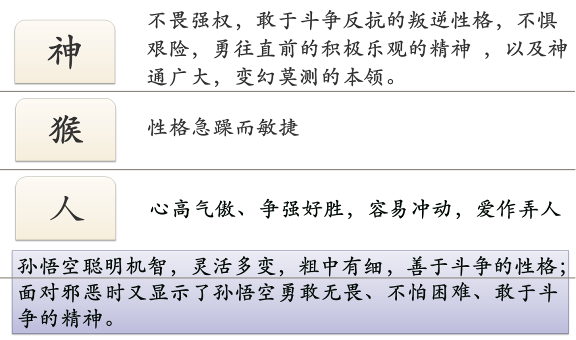 神
不畏强权，敢于斗争反抗的叛逆性格，不惧
艰险，勇往直前的积极乐观的精神 ，以及神
通广大，变幻莫测的本领。
猴
性格急躁而敏捷
人
心高气傲、争强好胜，容易冲动，爱作弄人
孙悟空聪明机智，灵活多变，粗中有细，善于斗争的性格；
面对邪恶时又显示了孙悟空勇敢无畏、不怕困难、敢于斗
争的精神。